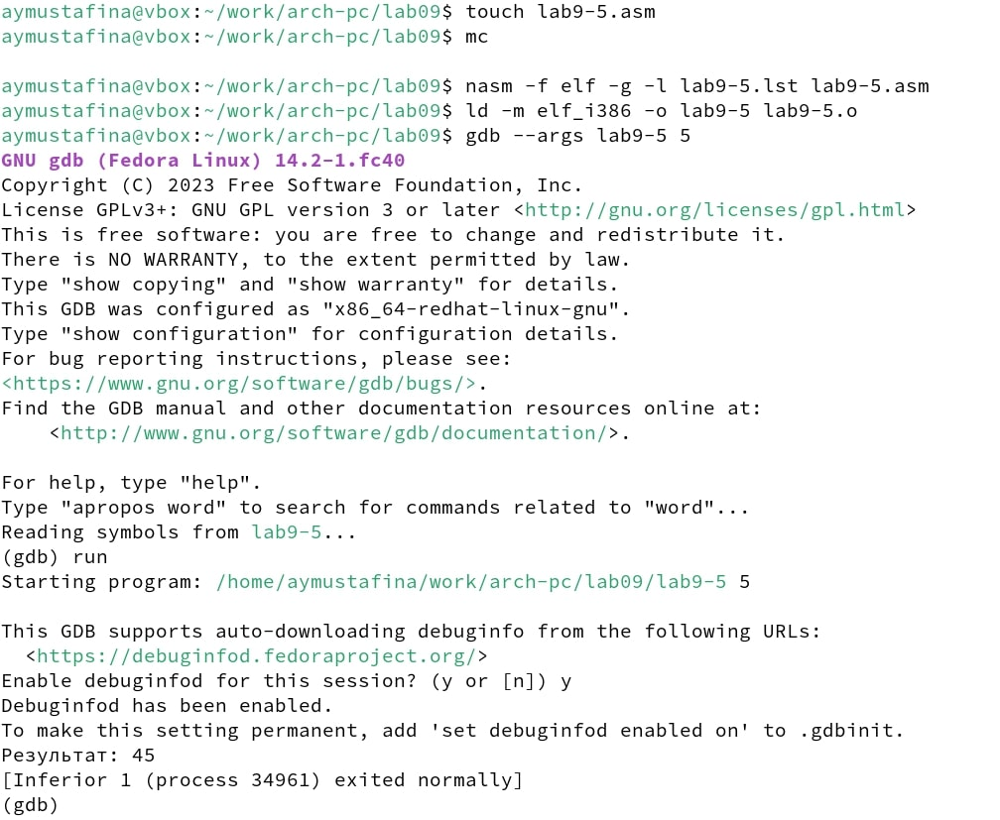 aymustafina@vbox:~/work/arch-pc/lab09$ touch lab9-5.asm
aymustafina@vbox:~/work/arch-pc/lab09$ mc
aymustafina@vbox:~/work/arch-pc/lab09$ nasm -f elf -g -l lab9-5.lst lab9-5.asm
aymustafina@vbox:~/work/arch-pc/lab09$ ld -m elf_i386 -o lab9-5 lab9-5.o
aymustafina@vbox:~/work/arch-pc/lab09$ gdb --args lab9-5 5
GNU gdb (Fedora Linux) 14.2-1.fc40
Copyright (C) 2023 Free Software Foundation, Inc.
License GPLv3+: GNU GPL version 3 or later <http://gnu.org/licenses/gpl.html>
This is free software: you are free to change and redistribute it.
There is NO WARRANTY, to the extent permitted by law.
Type "show copying" and "show warranty" for details.
This GDB was configured as "x86_64-redhat-linux-gnu".
Type "show configuration" for configuration details.
For bug reporting instructions, please see:
<https://www.gnu.org/software/gdb/bugs/>.
Find the GDB manual and other documentation resources online at:
    <http://www.gnu.org/software/gdb/documentation/>.
For help, type "help".
Type "apropos word" to search for commands related to "word"...
Reading symbols from lab9-5...
(gdb) run
Starting program: /home/aymustafina/work/arch-pc/lab09/lab9-5 5
This GDB supports auto-downloading debuginfo from the following URLs:
  <https://debuginfod.fedoraproject.org/>
Enable debuginfod for this session? (y or [n]) y
Debuginfod has been enabled.
To make this setting permanent, add 'set debuginfod enabled on' to .gdbinit.
Результат: 45
[Inferior 1 (process 34961) exited normally]
(gdb)